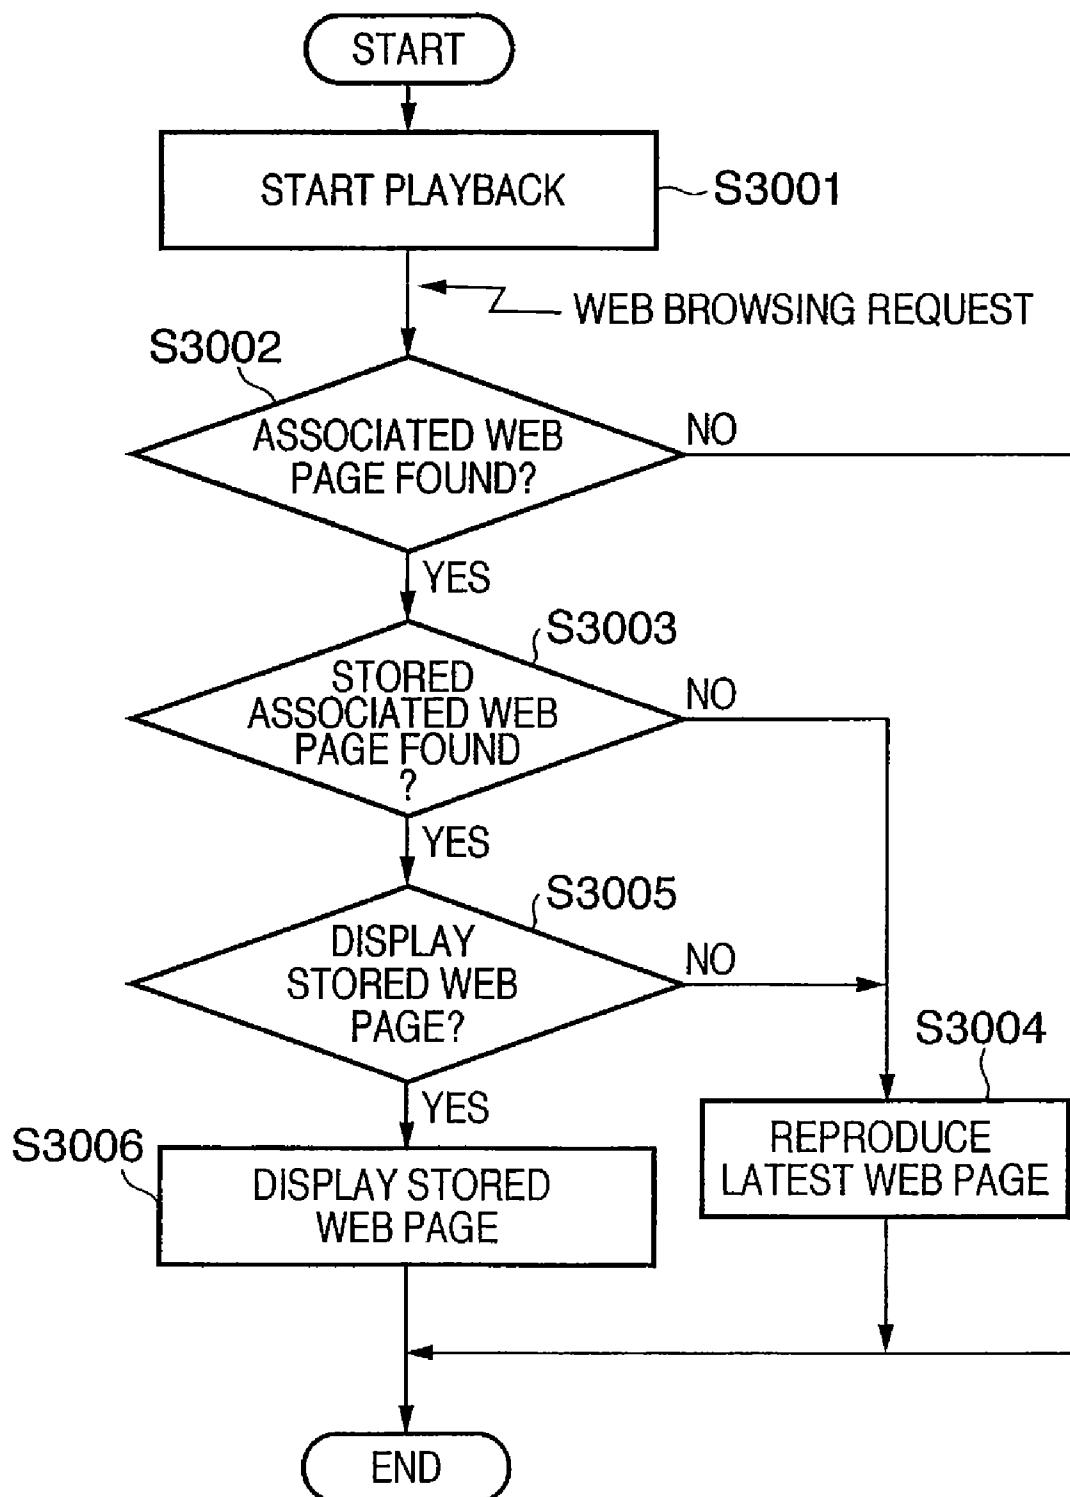 START
START PLAYBACK
S3001
WEB BROWSING REQUEST
S3002
ASSOCIATED WEB
PAGE FOUND?
NO
YES
S3003
STORED
ASSOCIATED WEB
PAGE FOUND
?
NO
YES
S3005
DISPLAY
STORED WEB
PAGE?
NO
S3004
YES
REPRODUCE
LATEST WEB PAGE
S3006
DISPLAY STORED
WEB PAGE
END